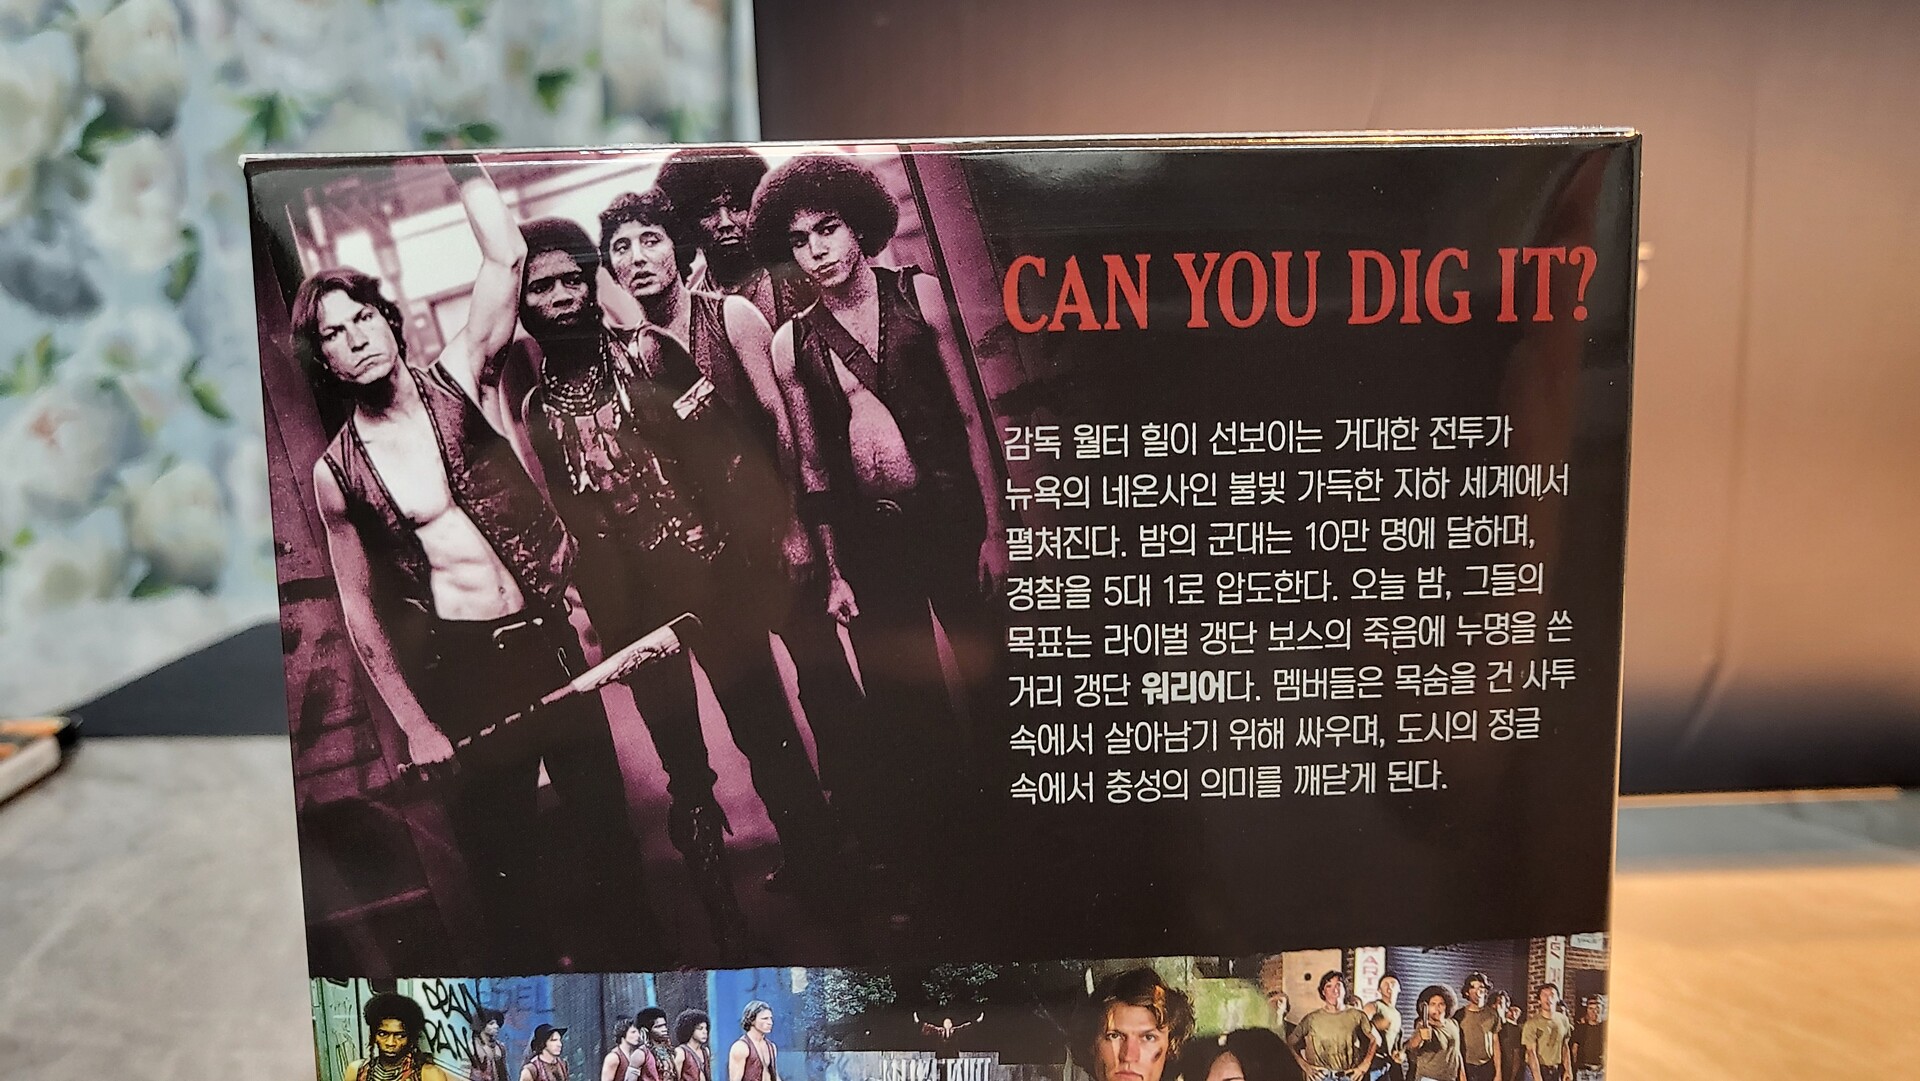 CAN YOU DIG IT?
감독 월터 힐이 선보이는 거대한 전투가
뉴욕의 네온사인 불빛 가득한 지하 세계에서
펼쳐진다. 밤의 군대는 10만 명에 달하며,
경찰을 5대 1로 압도한다. 오늘 밤, 그들의
목표는 라이벌 갱단 보스의 죽음에 누명을 쓴
거리 갱단 워리어다. 멤버들은 목숨을 건 사투
속에서 살아남기 위해 싸우며, 도시의 정글
속에서 충성의 의미를 깨닫게 된다.